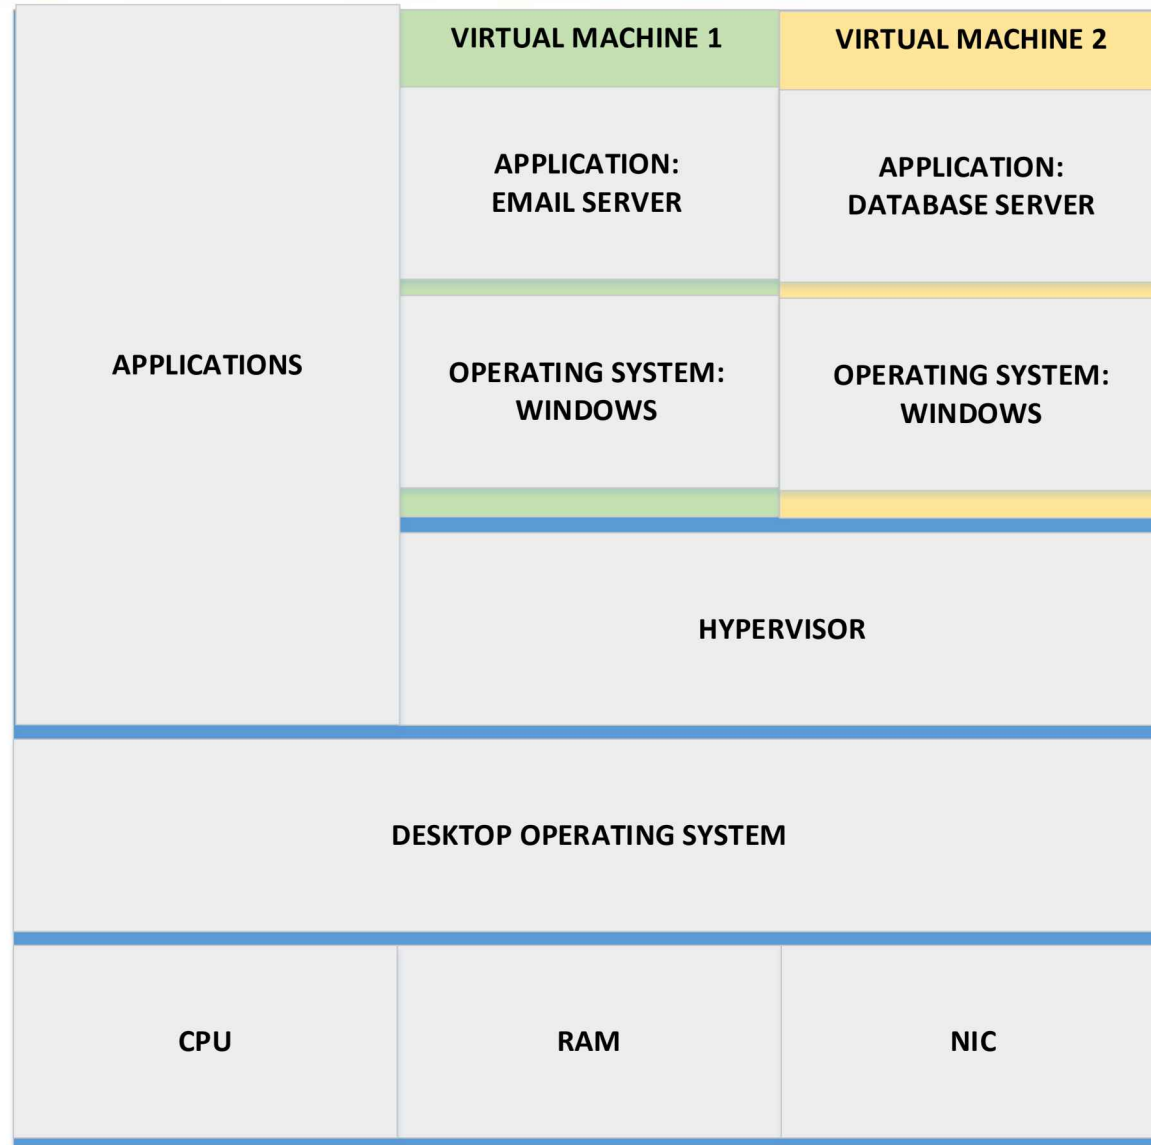 VIRTUAL MACHINE 1
VIRTUAL MACHINE 2
APPLICATION:
EMAIL SERVER
APPLICATION:
DATABASE SERVER
APPLICATIONS
OPERATING SYSTEM:
WINDOWS
OPERATING SYSTEM:
WINDOWS
HYPERVISOR
DESKTOP OPERATING SYSTEM
CPU
RAM
NIC